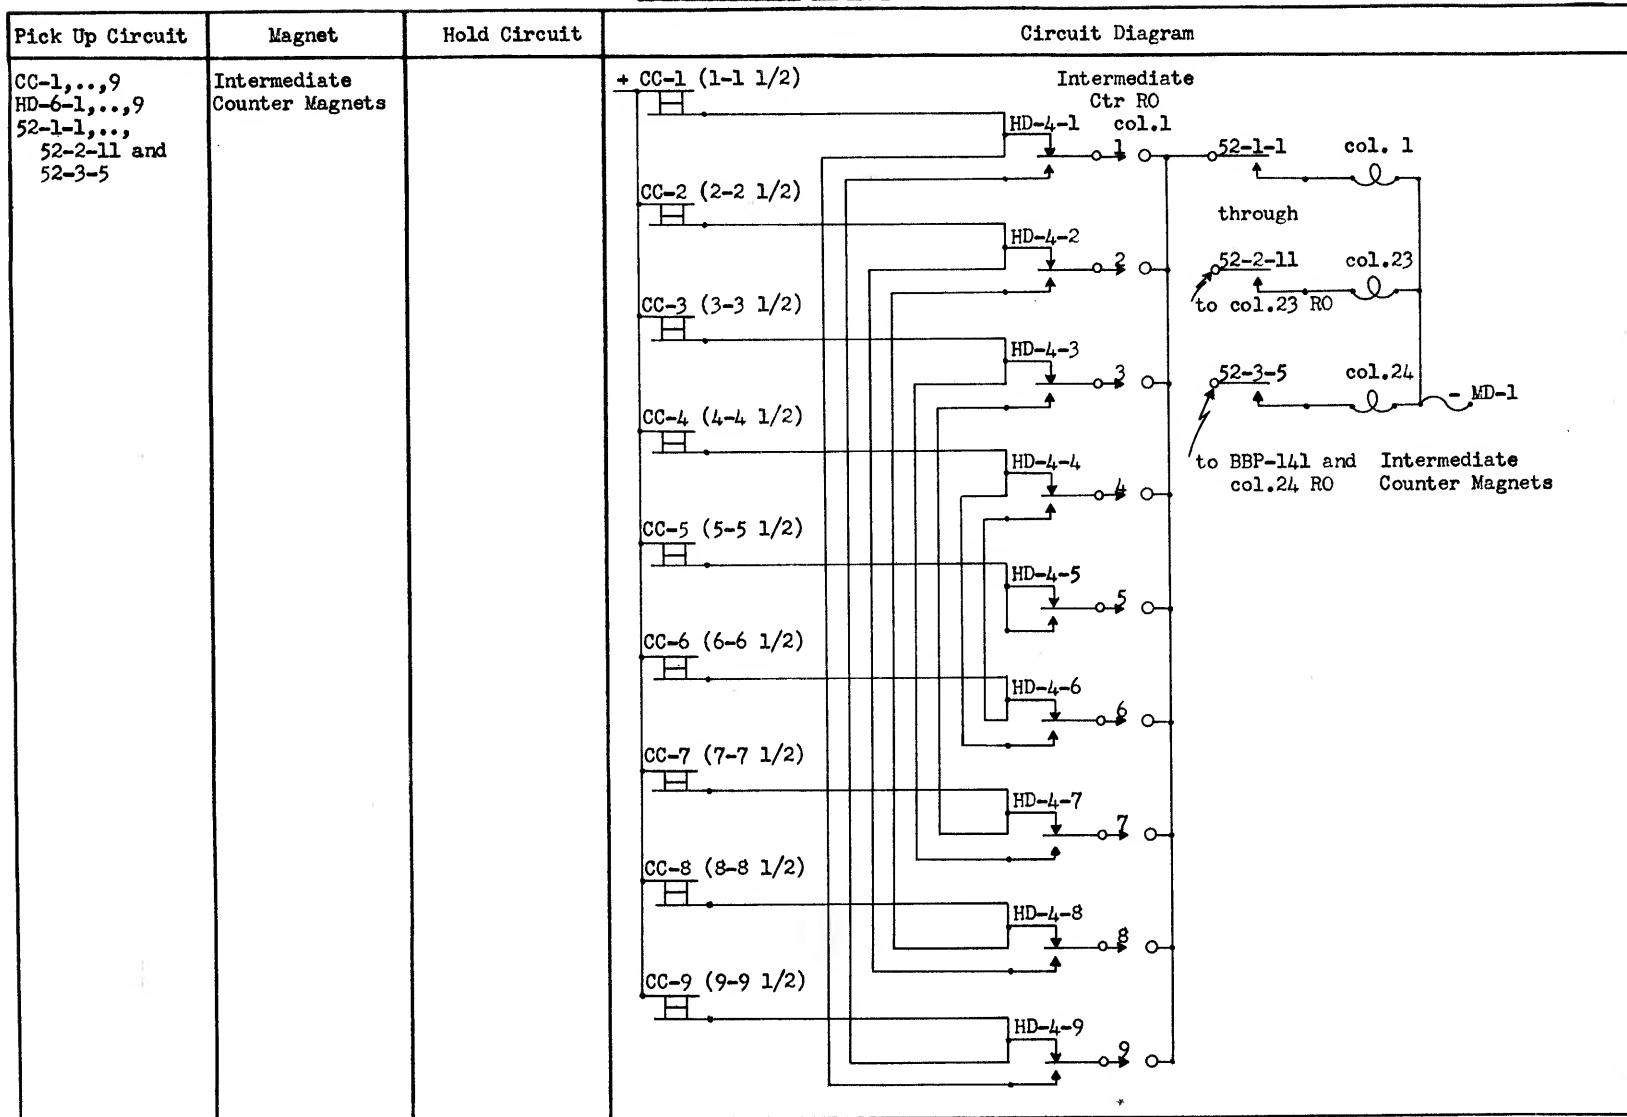 Pick Up Circuit Magnet Hold Circuit Circuit Diagram
CC-1,..,9
HD-6-1,..,9
52-1-1,..,
52-2-11 and
52-3-5
Intermediate
Counter Magnets
+ CC-1 (1-1 1/2)
Intermediate
Ctr RO
col.1
HD-4-1
1
52-1-1
col. 1
CC-2 (2-2 1/2)
through
HD-4-2
2
52-2-11
col.23
to col.23 RO
CC-3 (3-3 1/2)
HD-4-3
3
52-3-5
col.24
- MD-1
CC-4 (4-4 1/2)
HD-4-4
4
to BBP-141 and
col.24 RO
Intermediate
Counter Magnets
CC-5 (5-5 1/2)
HD-4-5
5
CC-6 (6-6 1/2)
HD-4-6
6
CC-7 (7-7 1/2)
HD-4-7
7
CC-8 (8-8 1/2)
HD-4-8
8
CC-9 (9-9 1/2)
HD-4-9
9